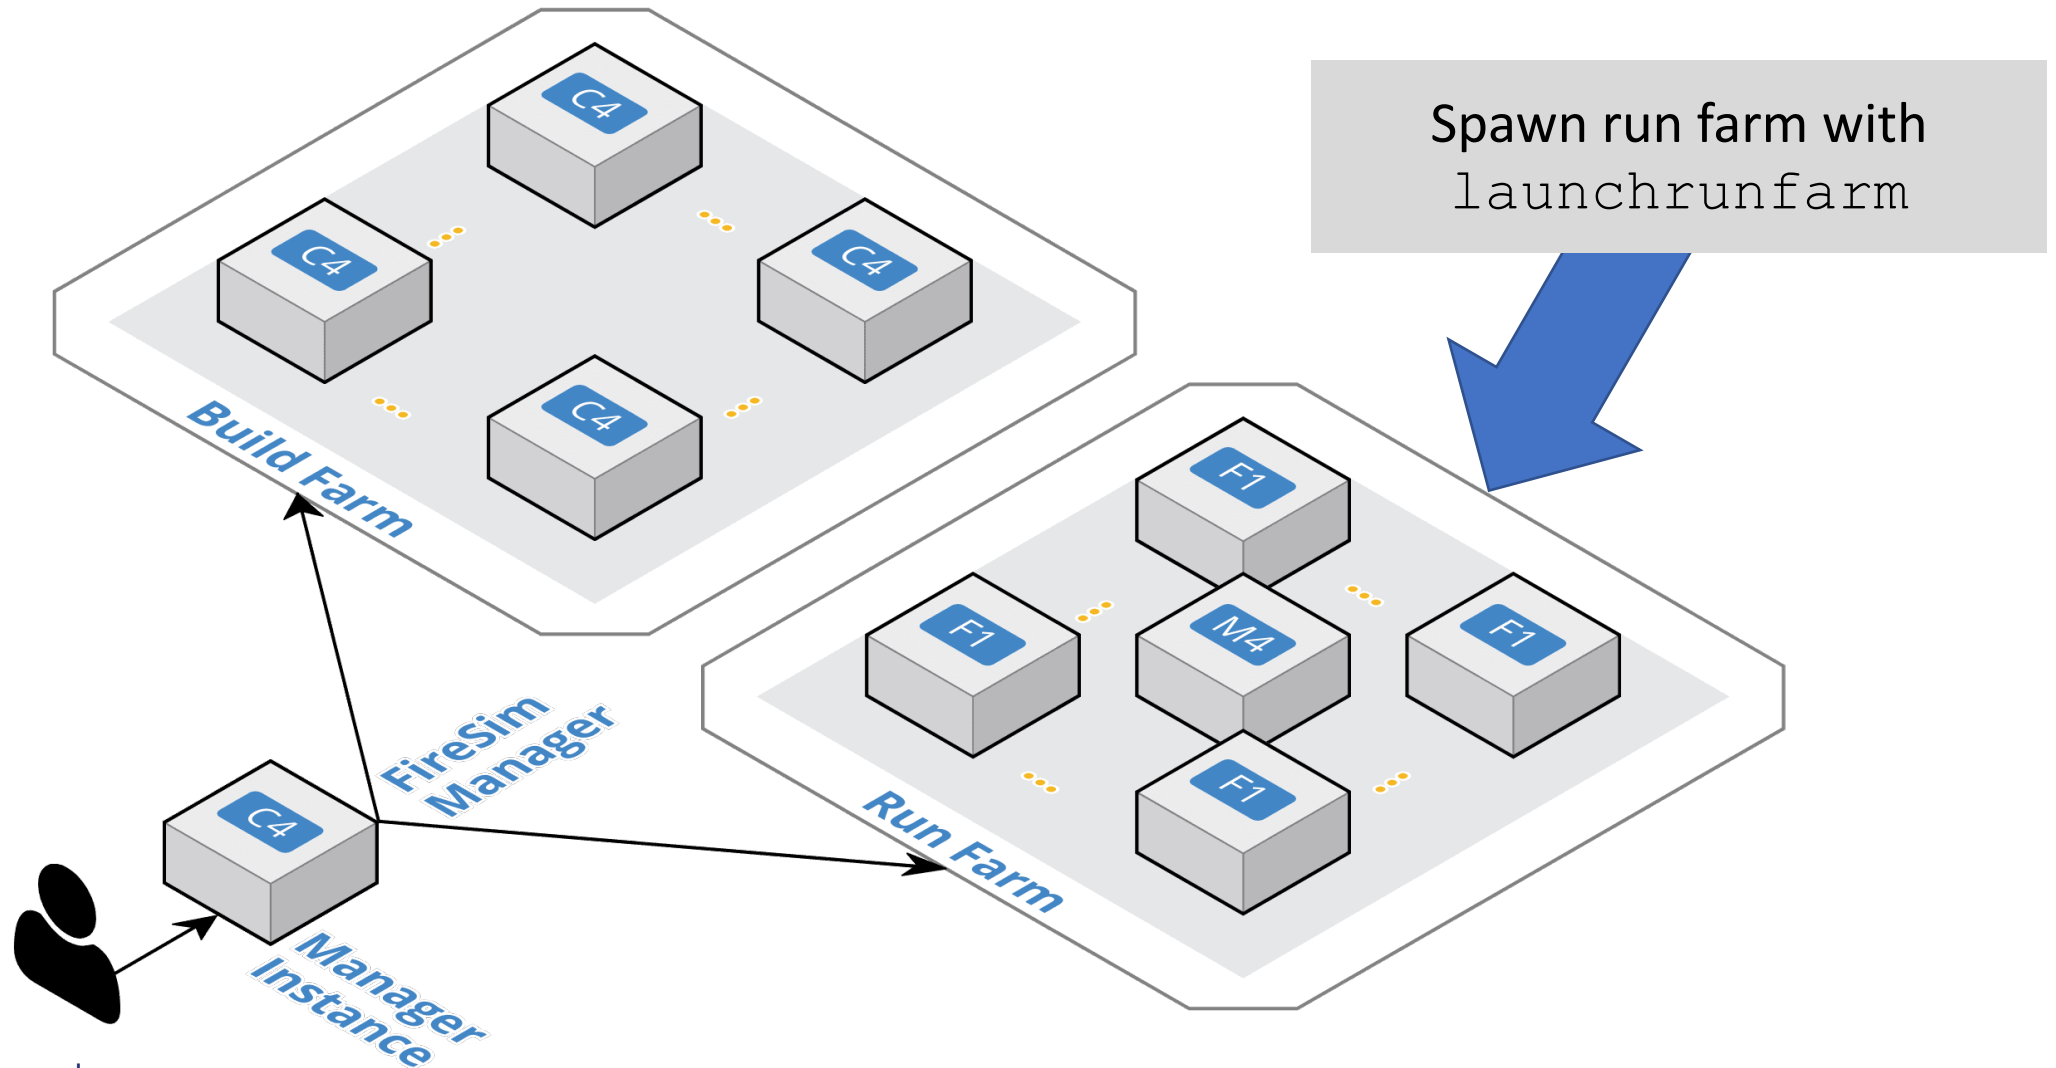 C4
C4
C4
C4
Build Farm
Spawn run farm with
launchrunfarm
F1
F1
M4
F1
F1
Run Farm
FireSim
Manager
C4
Manager
Instance